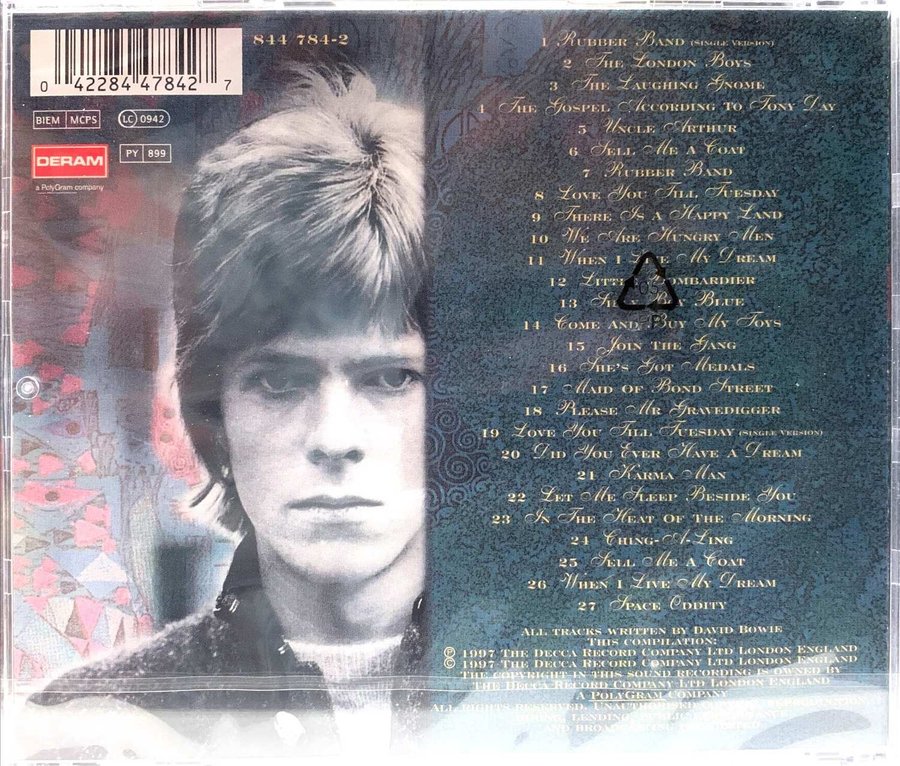 844 784-2
0 42284 47842 7
BIEM MCPS LC 0942
DERAM PY 899
a PolyGram company
1 Rubber Band (Single Version)
2 The London Boys
3 The Laughing Gnome
4 The Gospel According To Tony Day
5 Uncle Arthur
6 Sell Me A Coat
7 Rubber Band
8 Love You Till Tuesday
9 There Is A Happy Land
10 We Are Hungry Men
11 When I Live My Dream
12 Little Bombardier
13 Blue
14 Come And Buy My Toys
15 Join The Gang
16 She's Got Medals
17 Maid Of Bond Street
18 Please Mr Gravedigger
19 Love You Till Tuesday (Single Version)
20 Did You Ever Have A Dream
21 Karma Man
22 Let Me Sleep Beside You
23 In The Heat Of The Morning
24 Ching-A-Ling
25 Sell Me A Coat
26 When I Live My Dream
27 Space Oddity
All tracks written by David Bowie
This compilation:
℗ 1997 The Decca Record Company Ltd London England
© 1997 The Decca Record Company Ltd London England
The copyright in this sound recording is owned by
The Decca Record Company Ltd London England
A PolyGram Company
All rights reserved. Unauthorised
lending, public
and broadcasting